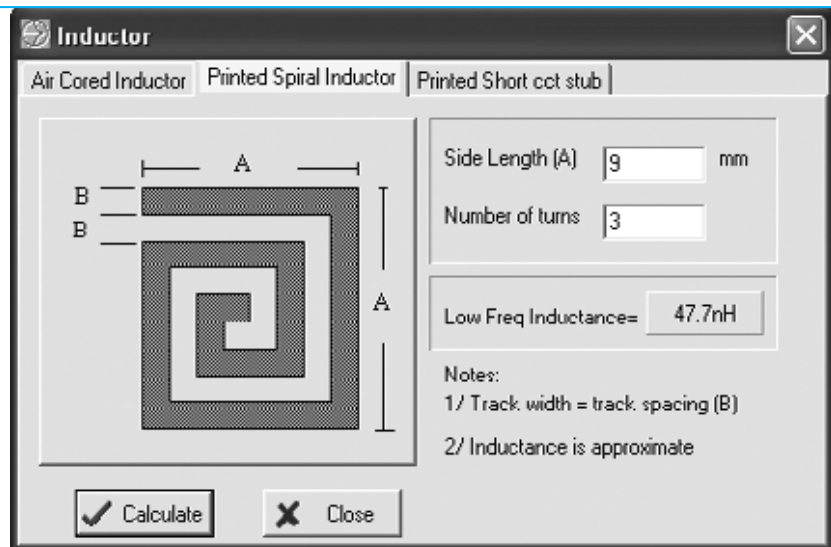 Inductor
Air Cored Inductor
Printed Spiral Inductor
Printed Short cct stub
A
B
B
A
Side Length (A) 9 mm
Number of turns 3
Low Freq Inductance= 47.7nH
Notes:
1/ Track width = track spacing (B)
2/ Inductance is approximate
Calculate
Close